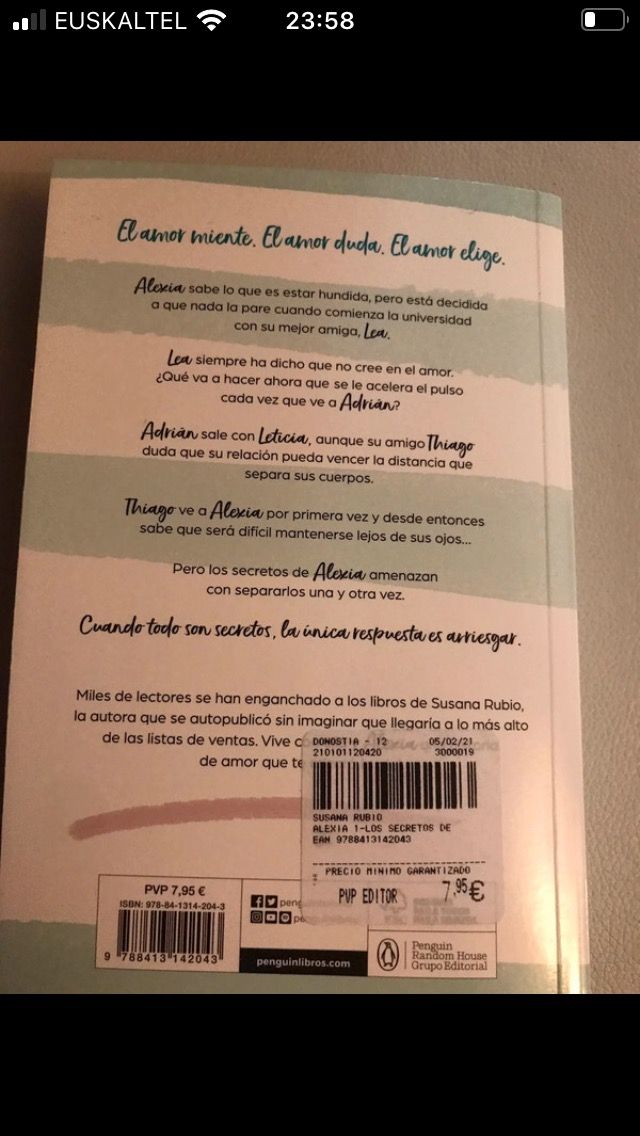 EUSKALTEL 23:58
El amor miente. El amor duda. El amor elige.
Alexia sabe lo que es estar hundida, pero está decidida
a que nada la pare cuando comienza la universidad
con su mejor amiga, Lea.
Lea siempre ha dicho que no cree en el amor.
¿Qué va a hacer ahora que se le acelera el pulso
cada vez que ve a Adrián?
Adrián sale con Leticia, aunque su amigo Thiago
duda que su relación pueda vencer la distancia que
separa sus cuerpos.
Thiago ve a Alexia por primera vez y desde entonces
sabe que será difícil mantenerse lejos de sus ojos...
Pero los secretos de Alexia amenazan
con separarlos una y otra vez.
Cuando todo son secretos, la única respuesta es arriesgar.
Miles de lectores se han enganchado a los libros de Susana Rubio,
la autora que se autopublicó sin imaginar que llegaría a lo más alto
de las listas de ventas. Vive
de amor que te
DONOSTIA - 12 05/02/21
210101120420 3000019
SUSANA RUBIO
ALEXIA 1-LOS SECRETOS DE
EAN 9788413142043
PRECIO MINIMO GARANTIZADO
PVP EDITOR 7,95€
PVP 7,95 €
ISBN: 978-84-1314-204-3
9 788413 142043
penguinlibros.com
Penguin
Random House
Grupo Editorial